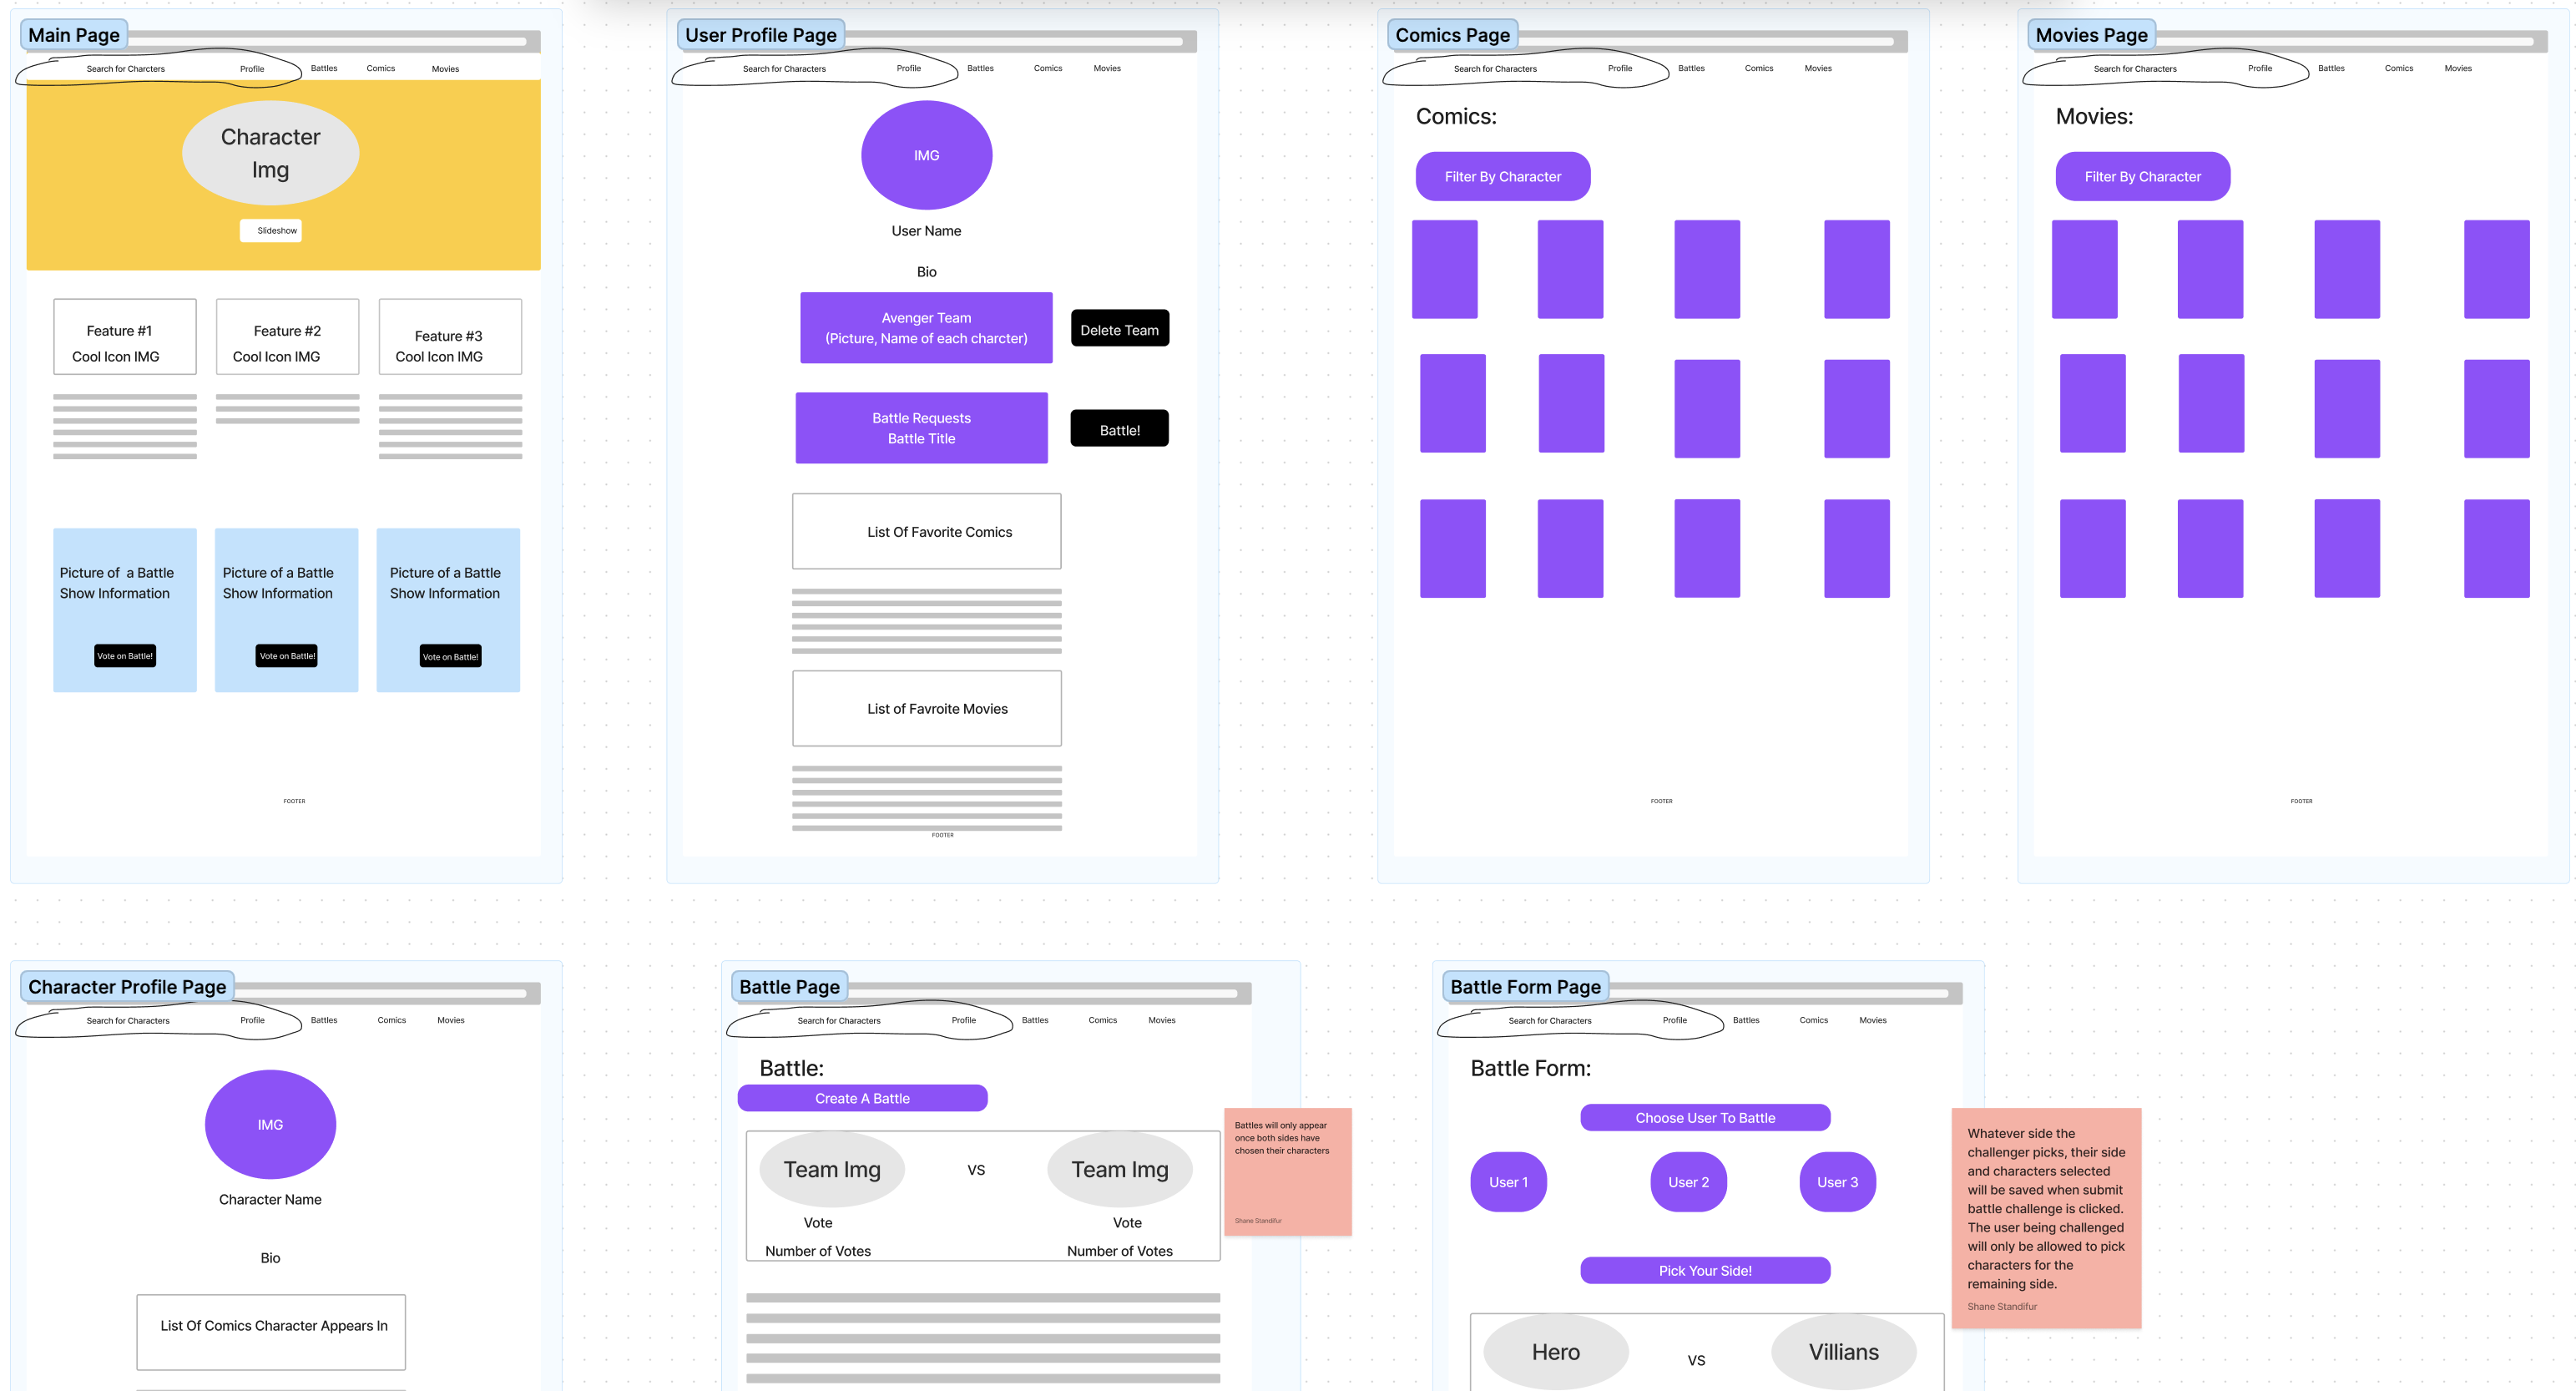 Main Page
Search for Charcters Profile Battles Comics Movies
Character
Img
Slideshow
Feature #1
Cool Icon IMG
Feature #2
Cool Icon IMG
Feature #3
Cool Icon IMG
Picture of  a Battle
Show Information
Vote on Battle!
Picture of a Battle
Show Information
Vote on Battle!
Picture of a Battle
Show Information
Vote on Battle!
FOOTER
User Profile Page
Search for Characters Profile Battles Comics Movies
IMG
User Name
Bio
Avenger Team
(Picture, Name of each charcter)
Delete Team
Battle Requests
Battle Title
Battle!
List Of Favorite Comics
List of Favroite Movies
FOOTER
Comics Page
Search for Characters Profile Battles Comics Movies
Comics:
Filter By Character
FOOTER
Movies Page
Search for Characters Profile Battles Comics Movies
Movies:
Filter By Character
FOOTER
Character Profile Page
Search for Characters Profile Battles Comics Movies
IMG
Character Name
Bio
List Of Comics Character Appears In
Battle Page
Search for Characters Profile Battles Comics Movies
Battle:
Create A Battle
Team Img VS Team Img
Vote Vote
Number of Votes Number of Votes
Battles will only appear
once both sides have
chosen their characters
Shane Standifur
Battle Form Page
Search for Characters Profile Battles Comics Movies
Battle Form:
Choose User To Battle
User 1 User 2 User 3
Pick Your Side!
Hero VS Villians
Whatever side the
challenger picks, their side
and characters selected
will be saved when submit
battle challenge is clicked.
The user being challenged
will only be allowed to pick
characters for the
remaining side.
Shane Standifur